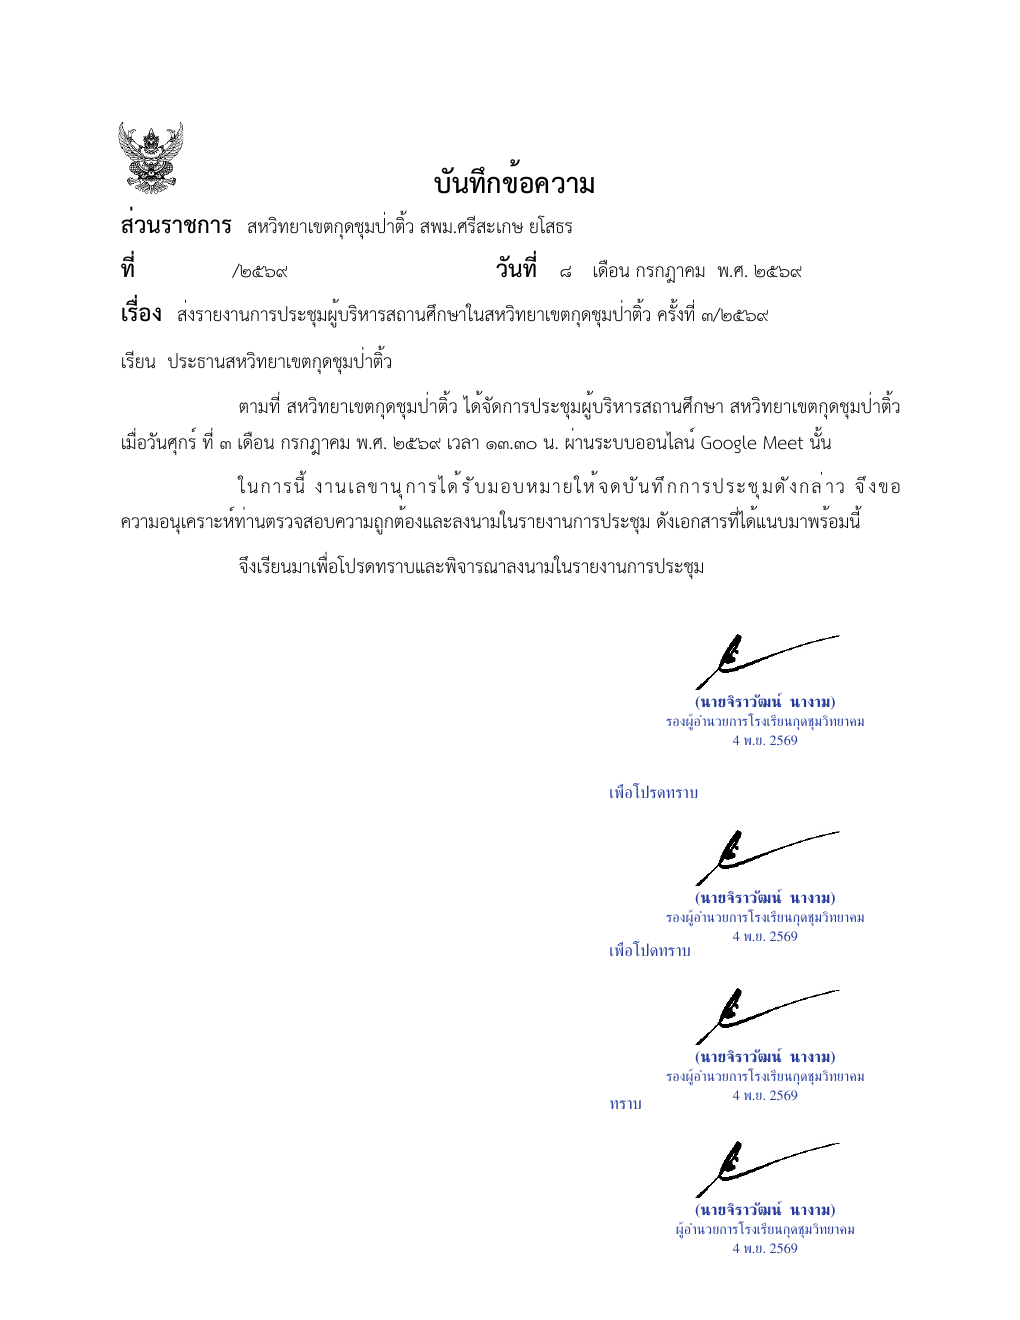 บันทึกข้อความ
ส่วนราชการ สหวิทยาเขตกุดชุมป่าติ้ว สพม.ศรีสะเกษ ยโสธร
ที่ /๒๕๖๙ วันที่ ๘ เดือน กรกฎาคม พ.ศ. ๒๕๖๙
เรื่อง ส่งรายงานการประชุมผู้บริหารสถานศึกษาในสหวิทยาเขตกุดชุมป่าติ้ว ครั้งที่ ๓/๒๕๖๙
เรียน ประธานสหวิทยาเขตกุดชุมป่าติ้ว
ตามที่ สหวิทยาเขตกุดชุมป่าติ้ว ได้จัดการประชุมผู้บริหารสถานศึกษา สหวิทยาเขตกุดชุมป่าติ้ว
เมื่อวันศุกร์ ที่ ๓ เดือน กรกฎาคม พ.ศ. ๒๕๖๙ เวลา ๑๓.๓๐ น. ผ่านระบบออนไลน์ Google Meet นั้น
ในการนี้ งานเลขานุการได้รับมอบหมายให้จดบันทึกการประชุมดังกล่าว จึงขอ
ความอนุเคราะห์ท่านตรวจสอบความถูกต้องและลงนามในรายงานการประชุม ดังเอกสารที่ได้แนบมาพร้อมนี้
จึงเรียนมาเพื่อโปรดทราบและพิจารณาลงนามในรายงานการประชุม
(นายจิราวัฒน์ นางาม)
รองผู้อำนวยการโรงเรียนกุดชุมวิทยาคม
4 พ.ย. 2569
เพื่อโปรดทราบ
(นายจิราวัฒน์ นางาม)
รองผู้อำนวยการโรงเรียนกุดชุมวิทยาคม
4 พ.ย. 2569
เพื่อโปดทราบ
(นายจิราวัฒน์ นางาม)
รองผู้อำนวยการโรงเรียนกุดชุมวิทยาคม
4 พ.ย. 2569
ทราบ
(นายจิราวัฒน์ นางาม)
ผู้อำนวยการโรงเรียนกุดชุมวิทยาคม
4 พ.ย. 2569